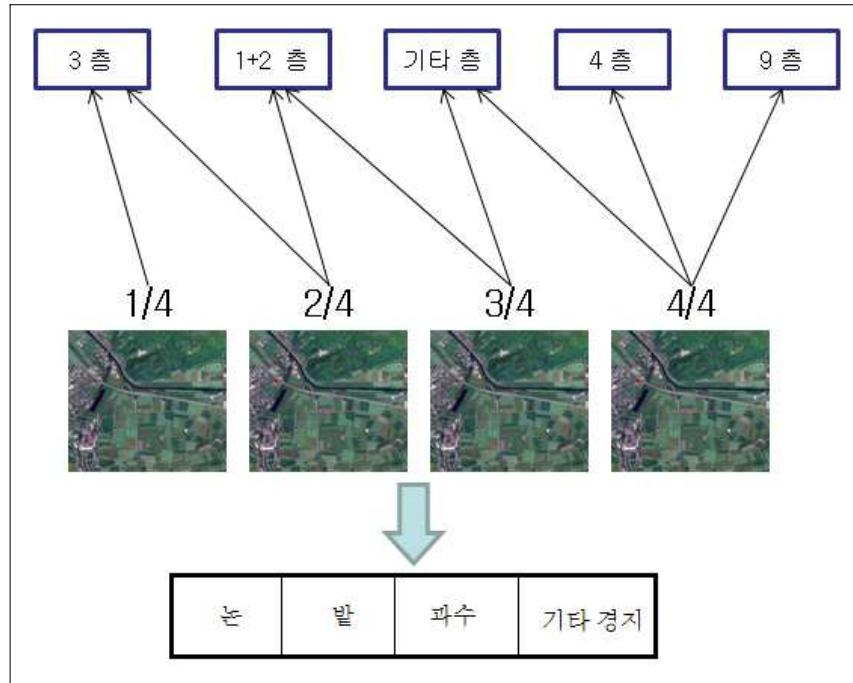 3 층 1+2 층 기타 층 4 층 9 층
1/4 2/4 3/4 4/4
논 밭 과수 기타 경지